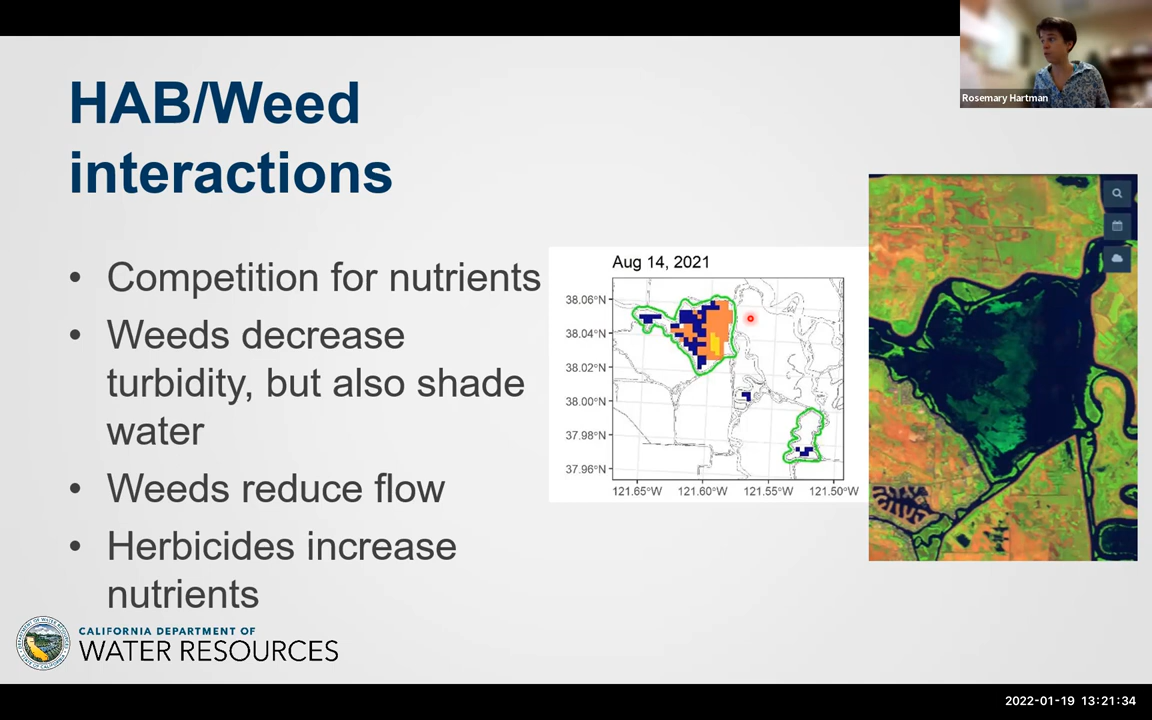 HAB/Weed
interactions
• Competition for nutrients
• Weeds decrease
turbidity, but also shade
water
• Weeds reduce flow
• Herbicides increase
nutrients
CALIFORNIA DEPARTMENT OF
WATER RESOURCES
Aug 14, 2021
38.06°N
38.04°N
38.02°N
38.00°N
37.98°N
37.96°N
121.65°W 121.60°W 121.55°W 121.50°W
Rosemary Hartman
2022-01-19 13:21:34